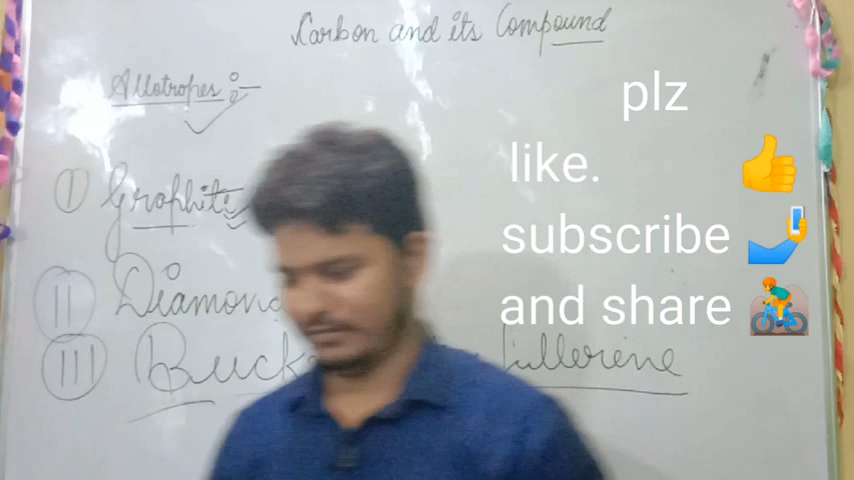 Carbon and its Compound
Allotropes :-
plz
I Graphite
like.
subscribe
II Diamond
and share
III Buck fullerene